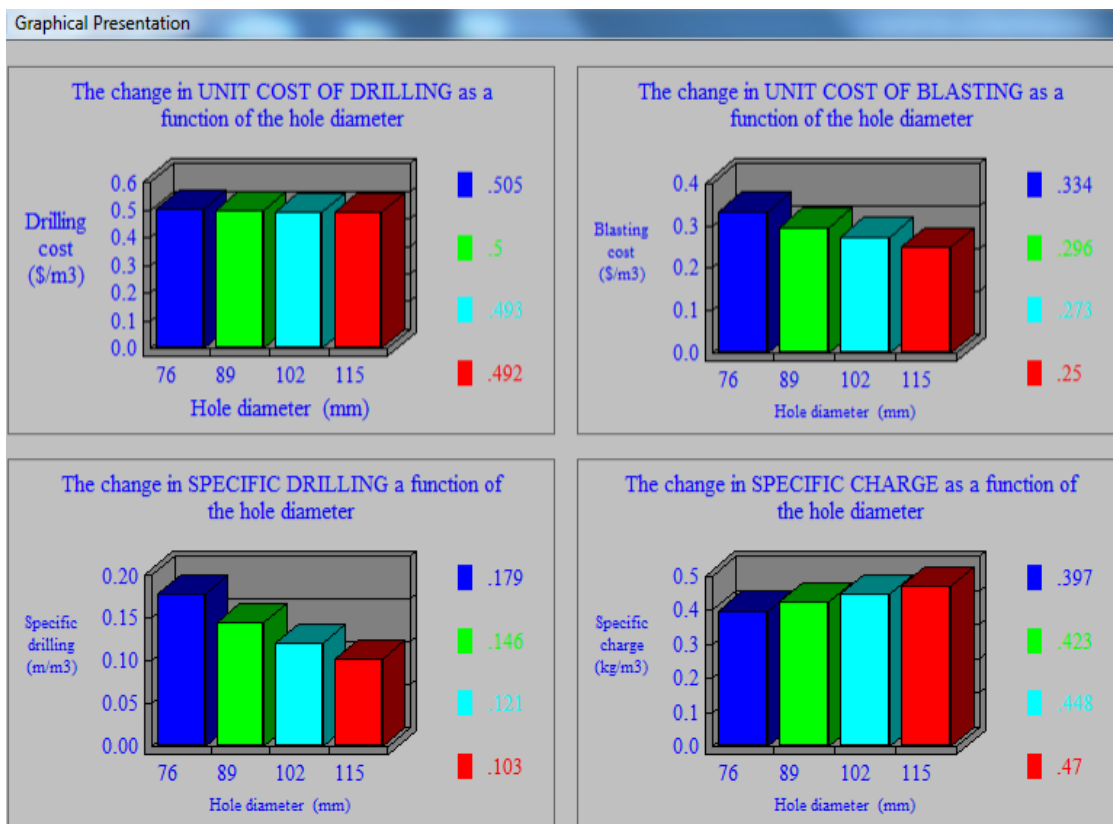 Graphical Presentation
The change in UNIT COST OF DRILLING as a
function of the hole diameter
Drilling
cost
($/m3)
0.6
0.5
0.4
0.3
0.2
0.1
0.0
76 89 102 115
Hole diameter (mm)
.505
.5
.493
.492
The change in UNIT COST OF BLASTING as a
function of the hole diameter
Blasting
cost
($/m3)
0.4
0.3
0.2
0.1
0.0
76 89 102 115
Hole diameter (mm)
.334
.296
.273
.25
The change in SPECIFIC DRILLING a function of
the hole diameter
Specific
drilling
(m/m3)
0.20
0.15
0.10
0.05
0.00
76 89 102 115
Hole diameter (mm)
.179
.146
.121
.103
The change in SPECIFIC CHARGE as a function of
the hole diameter
Specific
charge
(kg/m3)
0.5
0.4
0.3
0.2
0.1
0.0
76 89 102 115
Hole diameter (mm)
.397
.423
.448
.47